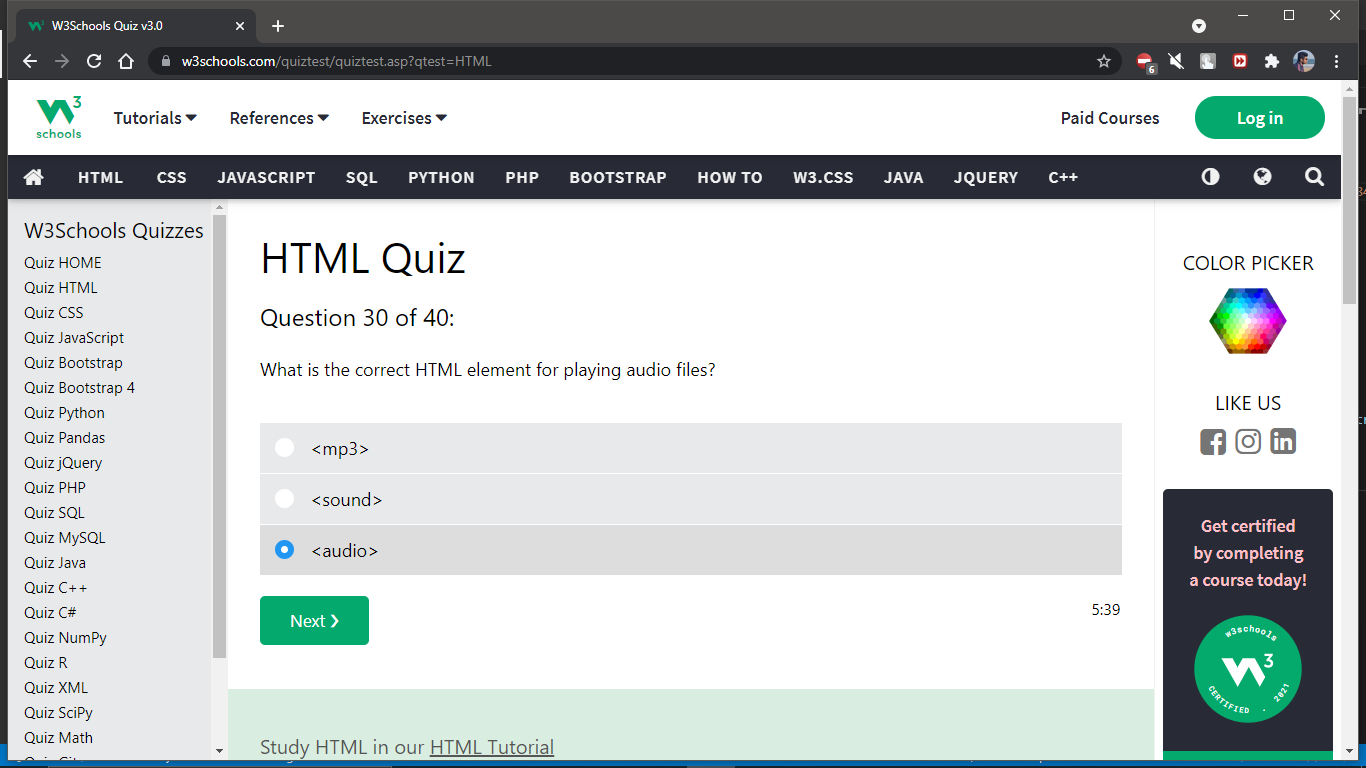 W3Schools Quiz v3.0
w3schools.com/quiztest/quiztest.asp?qtest=HTML
6
W3 schools
Tutorials References Exercises
Paid Courses Log in
HTML CSS JAVASCRIPT SQL PYTHON PHP BOOTSTRAP HOW TO W3.CSS JAVA JQUERY C++
W3Schools Quizzes
Quiz HOME
Quiz HTML
Quiz CSS
Quiz JavaScript
Quiz Bootstrap
Quiz Bootstrap 4
Quiz Python
Quiz Pandas
Quiz jQuery
Quiz PHP
Quiz SQL
Quiz MySQL
Quiz Java
Quiz C++
Quiz C#
Quiz NumPy
Quiz R
Quiz XML
Quiz SciPy
Quiz Math
HTML Quiz
Question 30 of 40:
What is the correct HTML element for playing audio files?
<mp3>
<sound>
<audio>
Next ❯
5:39
Study HTML in our HTML Tutorial
COLOR PICKER
LIKE US
Get certified
by completing
a course today!
w3schools
W3
CERTIFIED . 2021